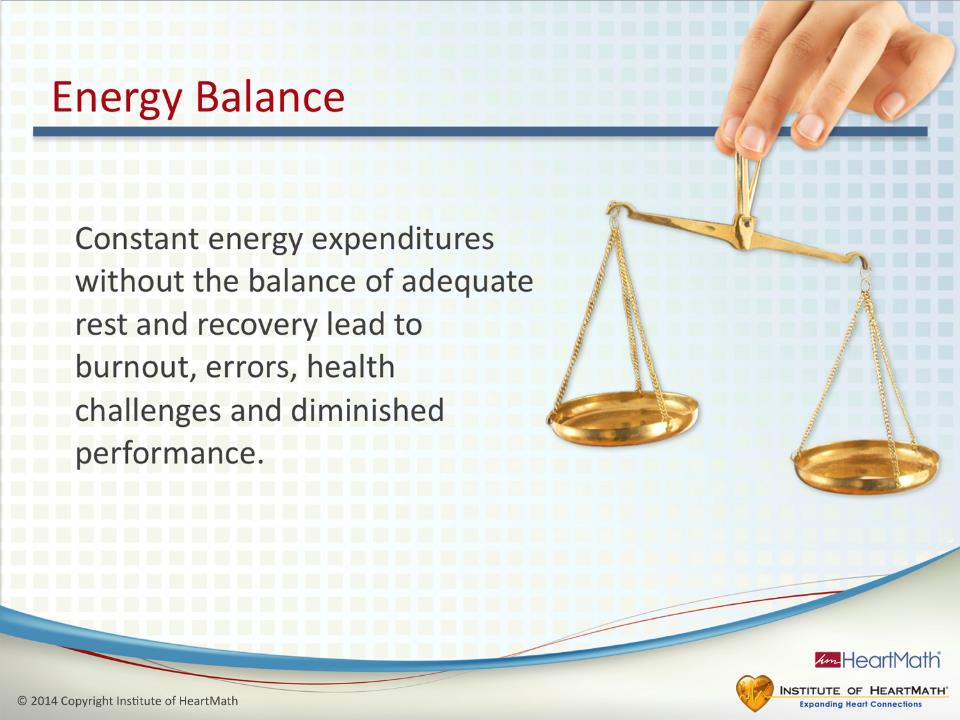 Energy Balance
Constant energy expenditures
without the balance of adequate
rest and recovery lead to
burnout, errors, health
challenges and diminished
performance.
hm HeartMath®
INSTITUTE OF HEARTMATH®
Expanding Heart Connections
© 2014 Copyright Institute of HeartMath